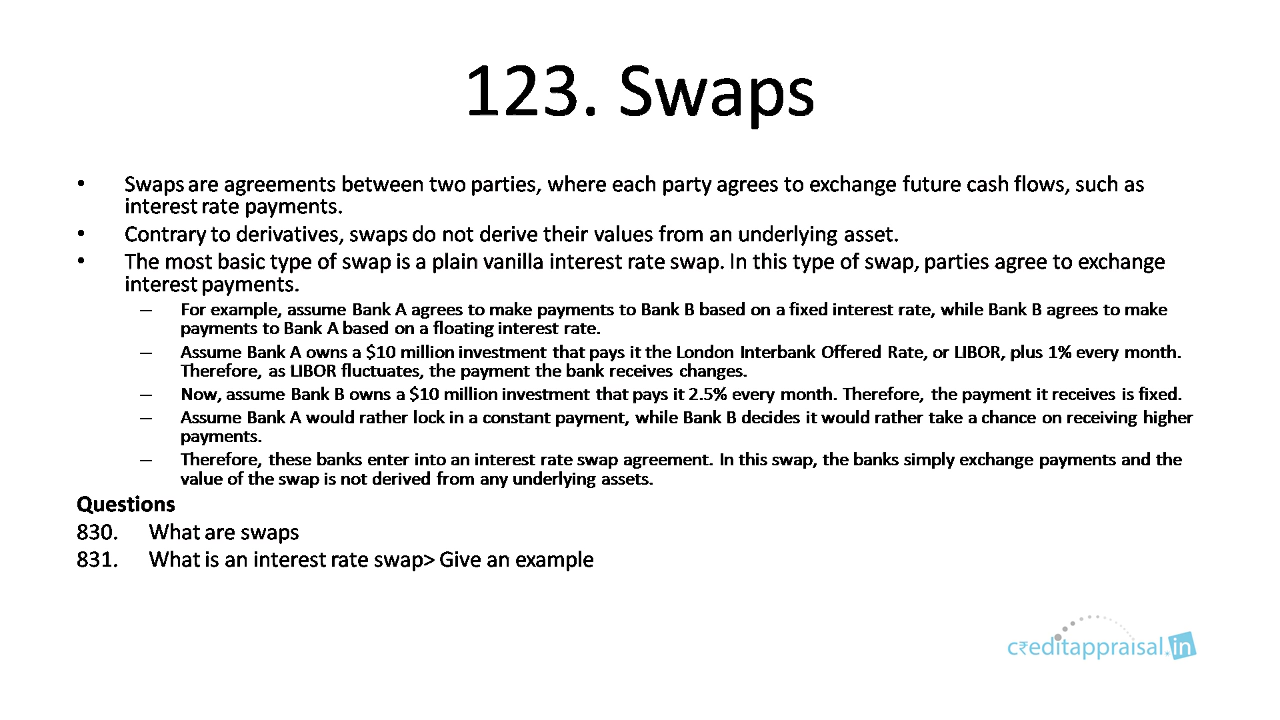 123. Swaps
• Swaps are agreements between two parties, where each party agrees to exchange future cash flows, such as
interest rate payments.
• Contrary to derivatives, swaps do not derive their values from an underlying asset.
• The most basic type of swap is a plain vanilla interest rate swap. In this type of swap, parties agree to exchange
interest payments.
– For example, assume Bank A agrees to make payments to Bank B based on a fixed interest rate, while Bank B agrees to make
payments to Bank A based on a floating interest rate.
– Assume Bank A owns a $10 million investment that pays it the London Interbank Offered Rate, or LIBOR, plus 1% every month.
Therefore, as LIBOR fluctuates, the payment the bank receives changes.
– Now, assume Bank B owns a $10 million investment that pays it 2.5% every month. Therefore, the payment it receives is fixed.
– Assume Bank A would rather lock in a constant payment, while Bank B decides it would rather take a chance on receiving higher
payments.
– Therefore, these banks enter into an interest rate swap agreement. In this swap, the banks simply exchange payments and the
value of the swap is not derived from any underlying assets.
Questions
830. What are swaps
831. What is an interest rate swap> Give an example
c₹editappraisal.in